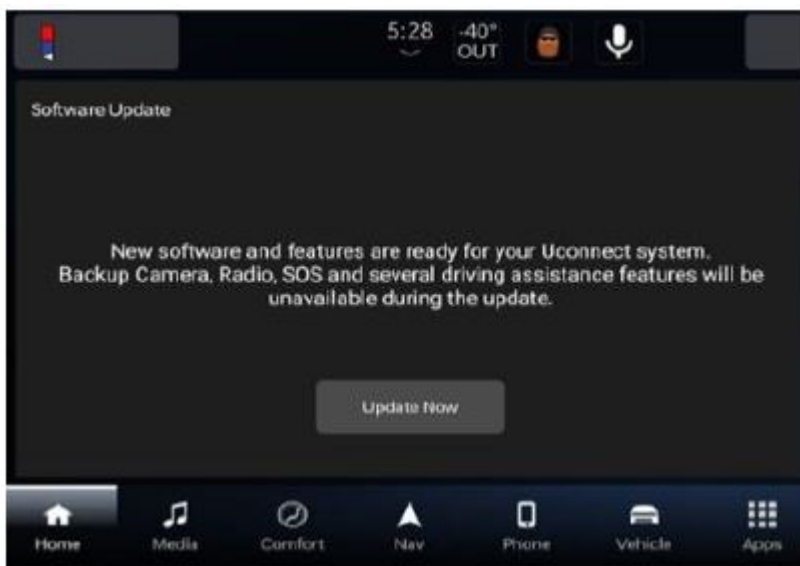 5:28
-40°
OUT
Software Update
New software and features are ready for your Uconnect system.
Backup Camera, Radio, SOS and several driving assistance features will be
unavailable during the update.
Update Now
Home Media Comfort Nav Phone Vehicle Apps